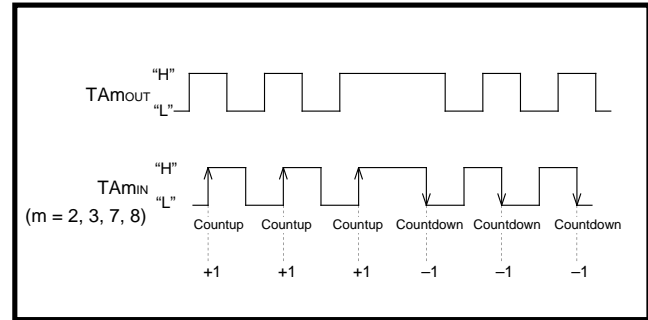 “H”
TAmOUT
“L”
“H”
TAmIN
“L”
(m = 2, 3, 7, 8)
Countup Countup Countup Countdown Countdown Countdown
+1 +1 +1 –1 –1 –1